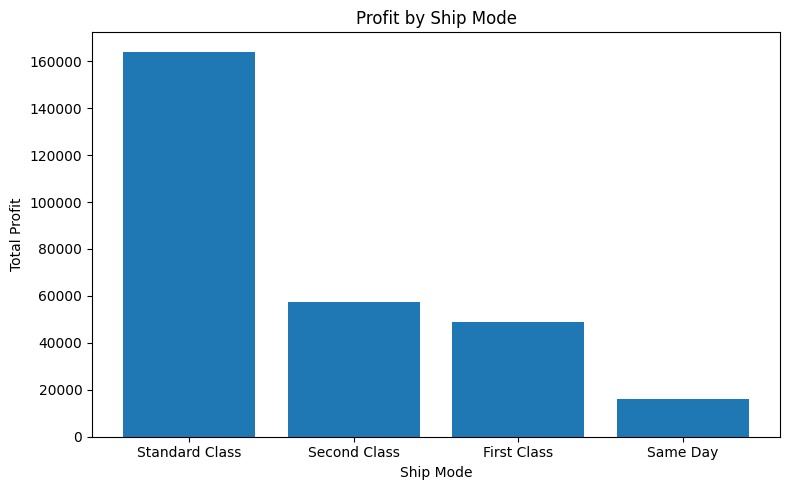 Profit by Ship Mode
Total Profit
160000
140000
120000
100000
80000
60000
40000
20000
0
Standard Class
Second Class
First Class
Same Day
Ship Mode